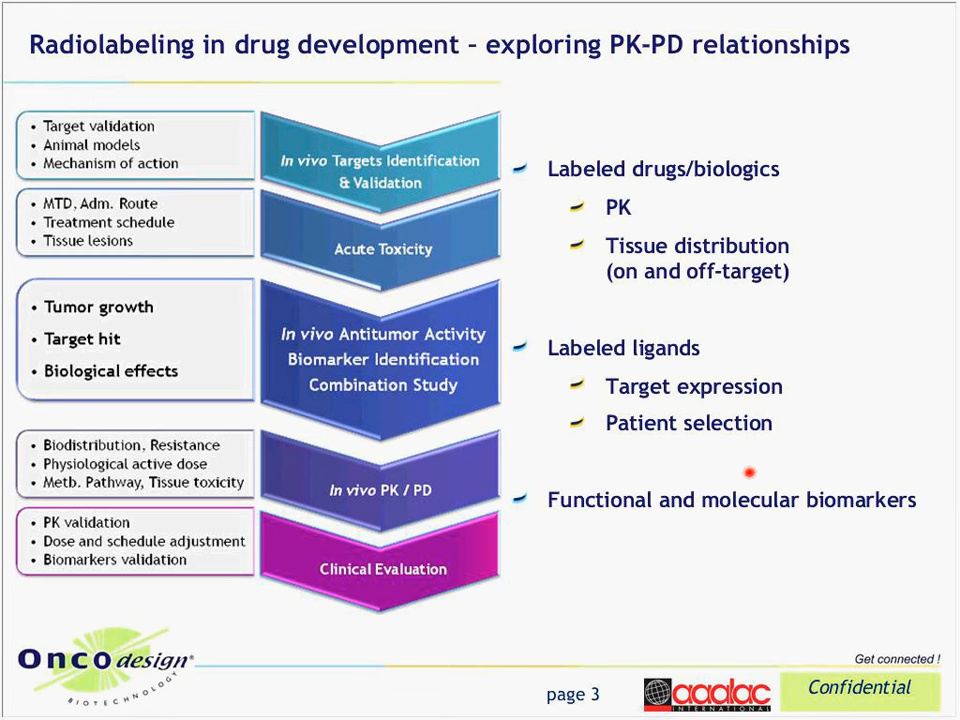 Radiolabeling in drug development – exploring PK-PD relationships
• Target validation
• Animal models
• Mechanism of action
In vivo Targets Identification
& Validation
• MTD, Adm. Route
• Treatment schedule
• Tissue lesions
Acute Toxicity
• Tumor growth
• Target hit
• Biological effects
In vivo Antitumor Activity
Biomarker Identification
Combination Study
• Biodistribution, Resistance
• Physiological active dose
• Metb. Pathway, Tissue toxicity
In vivo PK / PD
• PK validation
• Dose and schedule adjustment
• Biomarkers validation
Clinical Evaluation
Labeled drugs/biologics
PK
Tissue distribution
(on and off-target)
Labeled ligands
Target expression
Patient selection
Functional and molecular biomarkers
Oncodesign®
BIOTECHNOLOGY
Get connected !
page 3
aaalac
INTERNATIONAL
Confidential